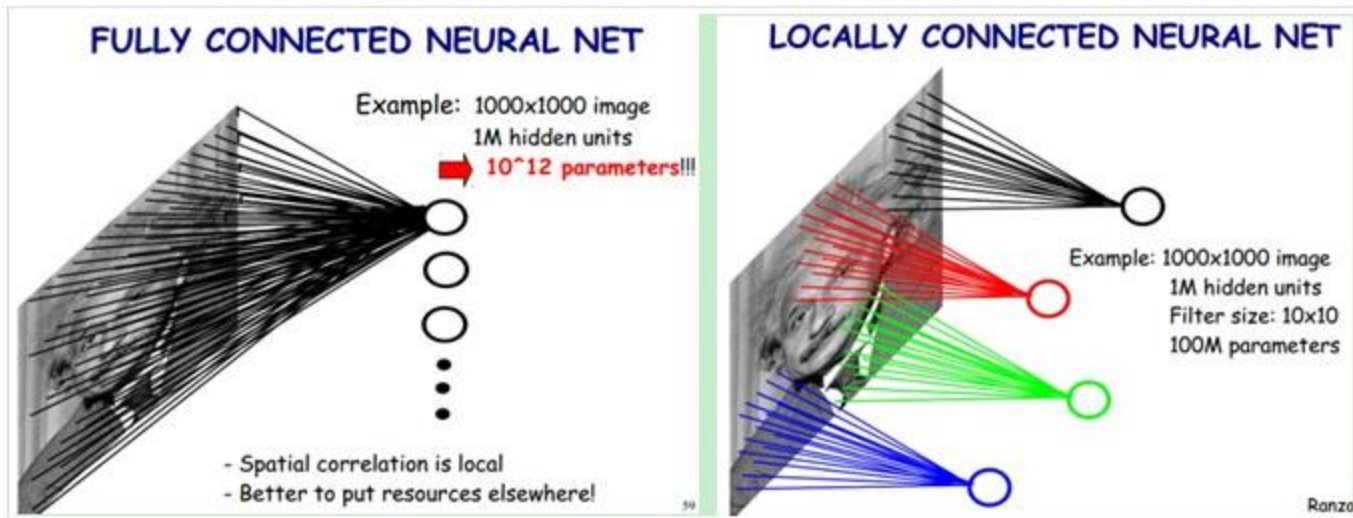 FULLY CONNECTED NEURAL NET
Example: 1000x1000 image
1M hidden units
10^12 parameters!!!
- Spatial correlation is local
- Better to put resources elsewhere!
59
LOCALLY CONNECTED NEURAL NET
Example: 1000x1000 image
1M hidden units
Filter size: 10x10
100M parameters
Ranza